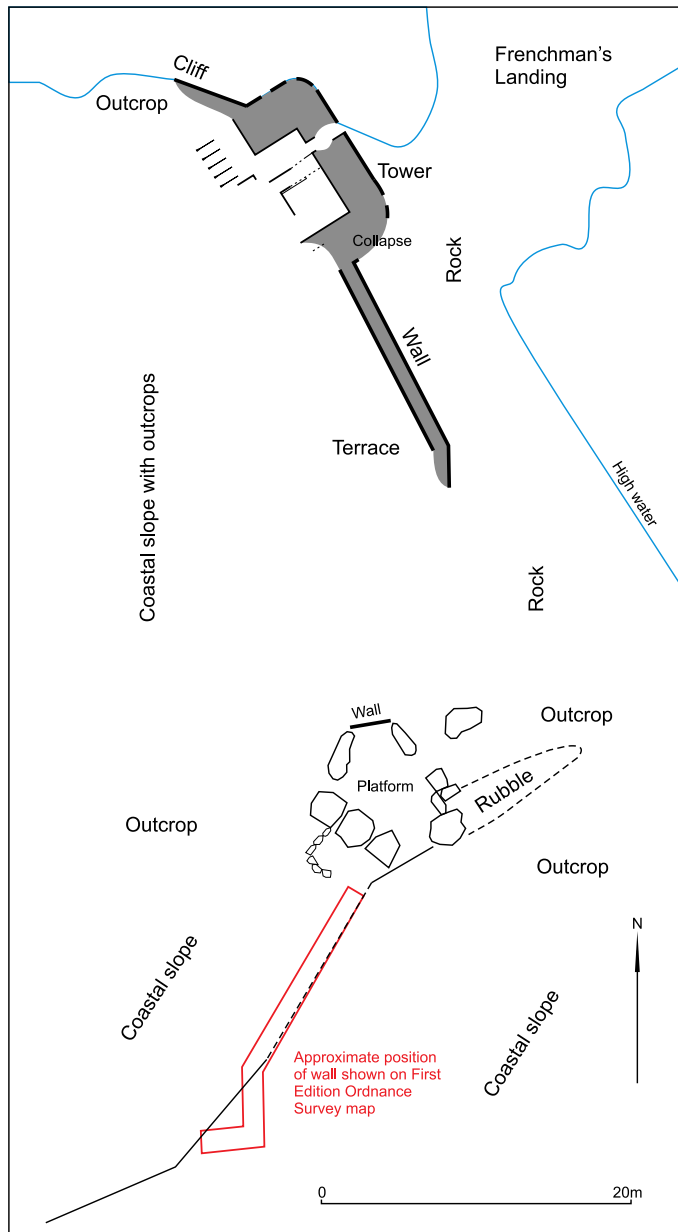 Frenchman's
Landing
Cliff
Outcrop
Tower
Collapse
Rock
Wall
Terrace
Coastal slope with outcrops
High water
Rock
Wall
Outcrop
Platform
Rubble
Outcrop
Outcrop
N
Coastal slope
Coastal slope
Approximate position
of wall shown on First
Edition Ordnance
Survey map
0
20m